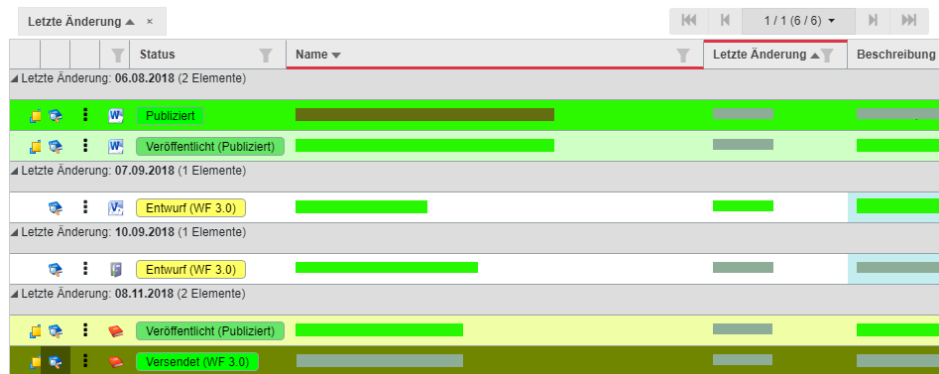 Letzte Änderung ×
1 / 1 (6 / 6)
Status Name Letzte Änderung Beschreibung
Letzte Änderung: 06.08.2018 (2 Elemente)
W Publiziert
W Veröffentlicht (Publiziert)
Letzte Änderung: 07.09.2018 (1 Elemente)
V Entwurf (WF 3.0)
Letzte Änderung: 10.09.2018 (1 Elemente)
Entwurf (WF 3.0)
Letzte Änderung: 08.11.2018 (2 Elemente)
Veröffentlicht (Publiziert)
Versendet (WF 3.0)